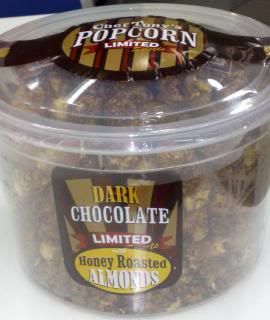 Chef Tony's
POPCORN
LIMITED
DARK
CHOCOLATE
LIMITED
Honey Roasted
ALMONDS